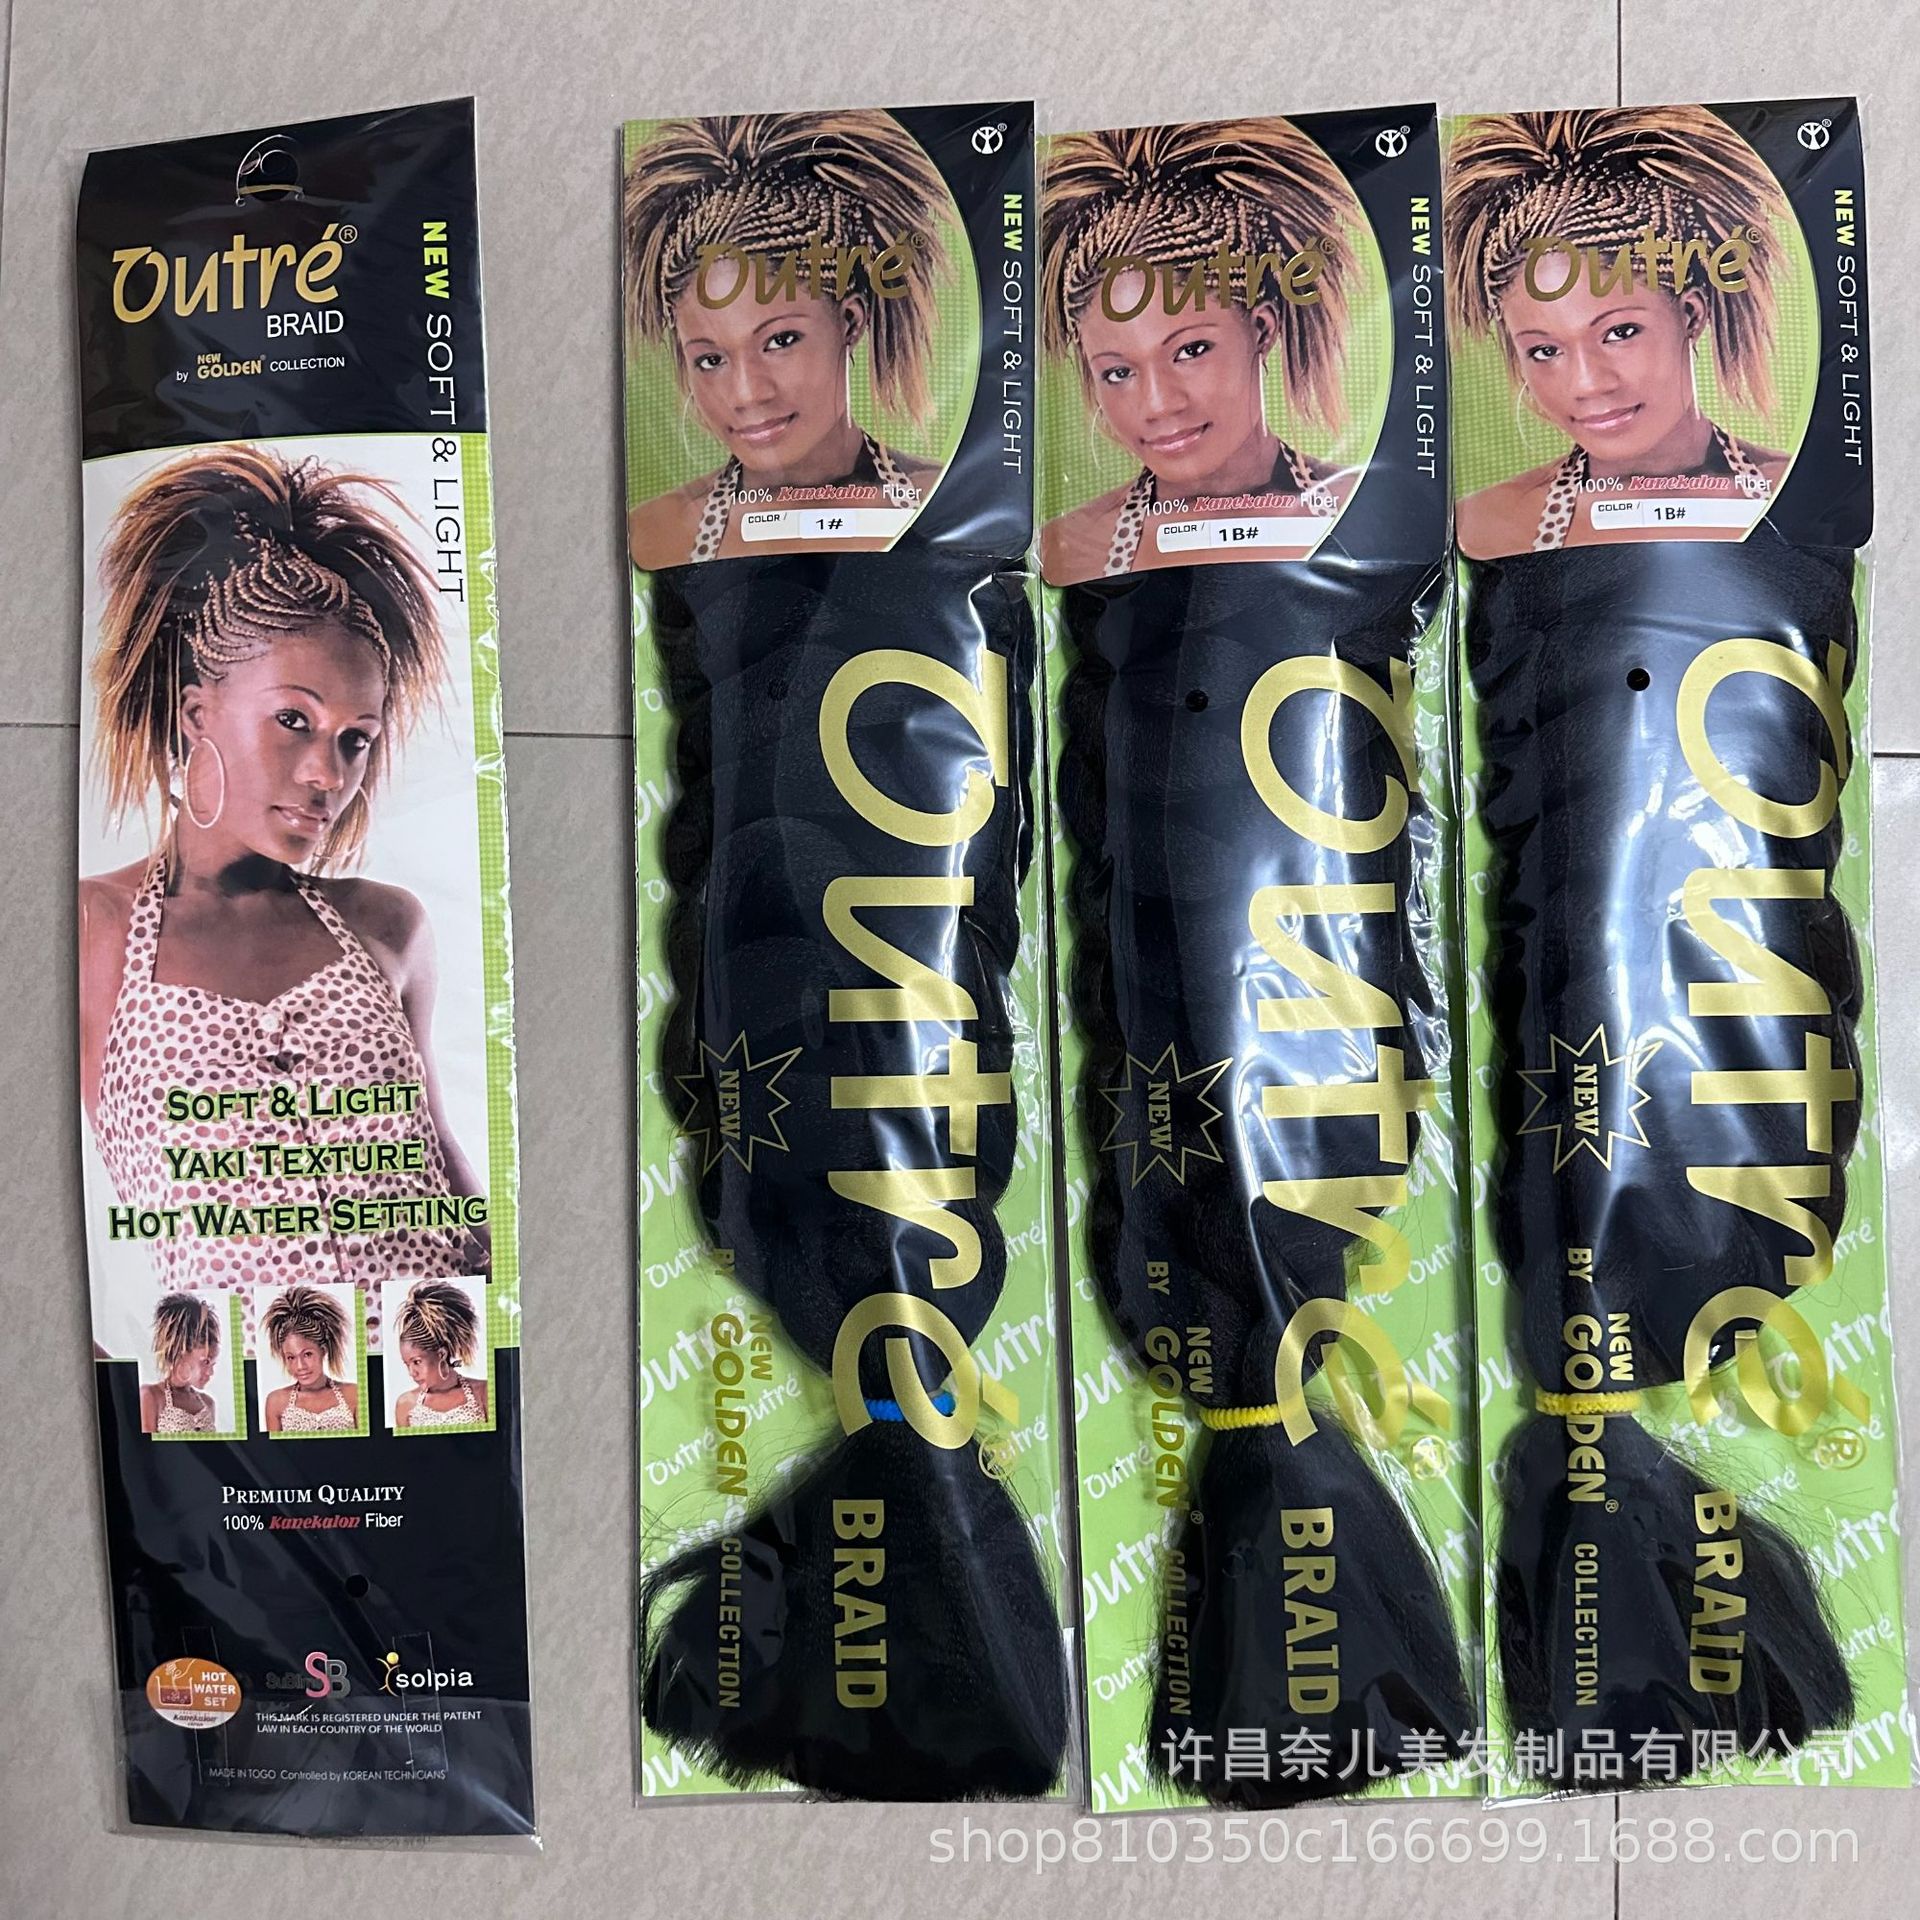 Outré®
BRAID
by NEW GOLDEN® COLLECTION
NEW SOFT & LIGHT
SOFT & LIGHT
YAKI TEXTURE
HOT WATER SETTING
PREMIUM QUALITY
100% Kanekalon Fiber
HOT
WATER
SET
Kanekalon
SB
solpia
THIS MARK IS REGISTERED UNDER THE PATENT
LAW IN EACH COUNTRY OF THE WORLD
MADE IN TOGO Controlled by KOREAN TECHNICIANS
Outré®
NEW SOFT & LIGHT
100% Kanekalon Fiber
COLOR / 1#
Outré®
BRAID
NEW
BY
NEW
GOLDEN
COLLECTION
Outré®
NEW SOFT & LIGHT
100% Kanekalon Fiber
COLOR / 1B#
Outré®
BRAID
NEW
BY
NEW
GOLDEN®
COLLECTION
Outré®
NEW SOFT & LIGHT
100% Kanekalon Fiber
COLOR / 1B#
Outré®
BRAID
NEW
BY
NEW
GOLDEN®
COLLECTION
许昌奈儿美发制品有限公司
shop810350c166699.1688.com